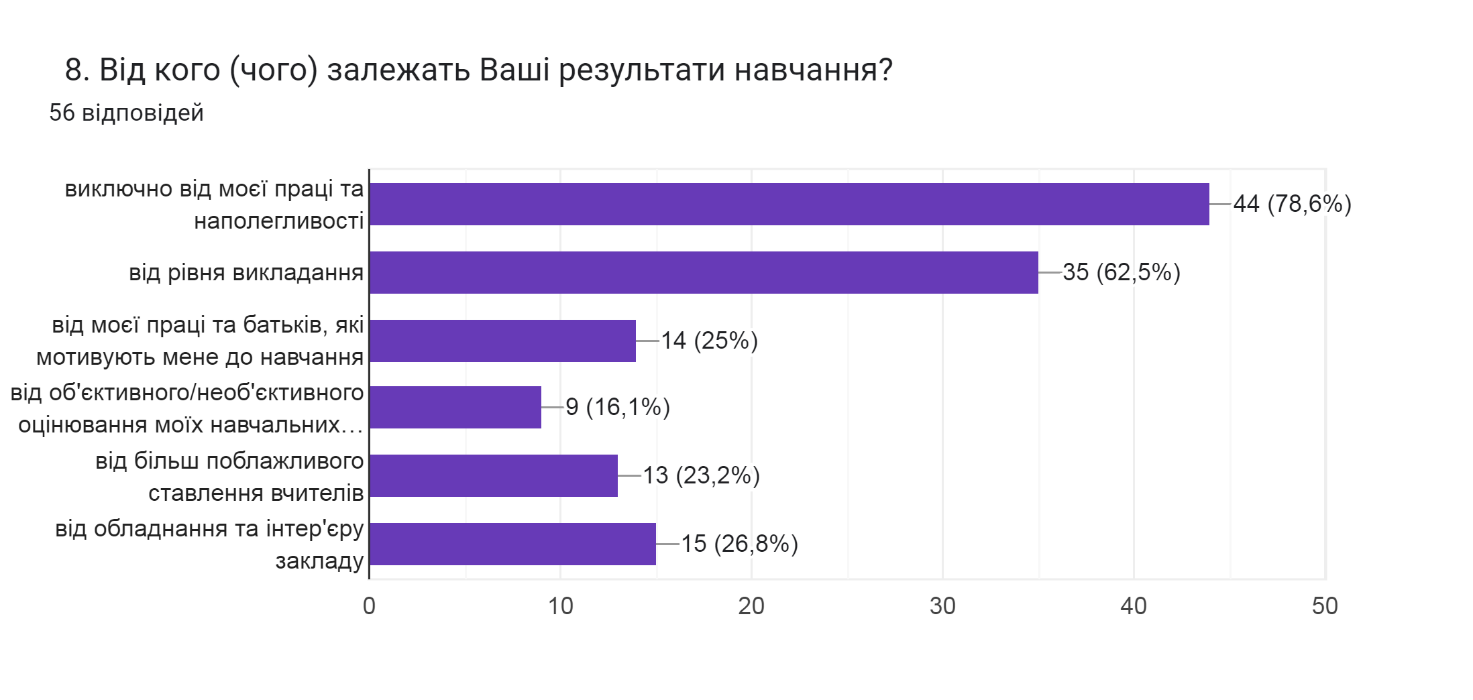 8. Від кого (чого) залежать Ваші результати навчання?
56 відповідей
виключно від моєї праці та
наполегливості
44 (78,6%)
від рівня викладання
35 (62,5%)
від моєї праці та батьків, які
мотивують мене до навчання
14 (25%)
від об'єктивного/необ'єктивного
оцінювання моїх навчальних…
9 (16,1%)
від більш поблажливого
ставлення вчителів
13 (23,2%)
від обладнання та інтер'єру
закладу
15 (26,8%)
0 10 20 30 40 50